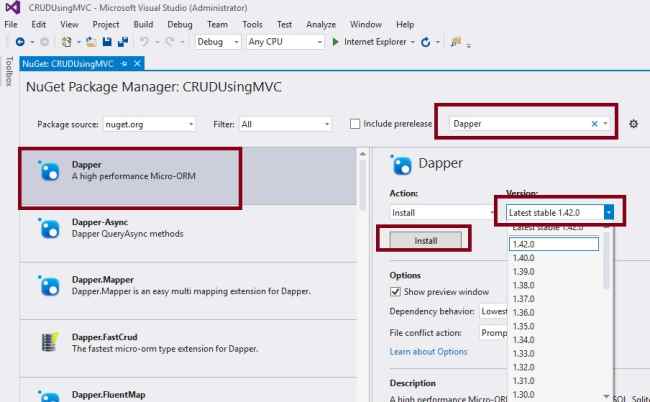 CRUDUsingMVC - Microsoft Visual Studio (Administrator)
File Edit View Project Build Debug Team Tools Test Analyze Window Help
Debug Any CPU Internet Explorer
Toolbox
NuGet: CRUDUsingMVC
NuGet Package Manager: CRUDUsingMVC
Package source: nuget.org Filter: All Include prerelease Dapper
Dapper
A high performance Micro-ORM
Dapper-Async
Dapper QueryAsync methods
Dapper.Mapper
Dapper.Mapper is an easy multi mapping extension for Dapper.
Dapper.FastCrud
The fastest micro-orm type extension for Dapper.
Dapper.FluentMap
Dapper
Action: Version:
Install Latest stable 1.42.0
Latest stable 1.42.0
Install
1.42.0
1.40.0
1.39.0
1.38.0
1.37.0
1.36.0
1.35.0
1.34.0
1.33.0
1.32.0
1.31.0
1.30.0
Options
Show preview window
Dependency behavior: Lowest
File conflict action: Promp
Learn about Options
Description
A high performance Micro-ORM